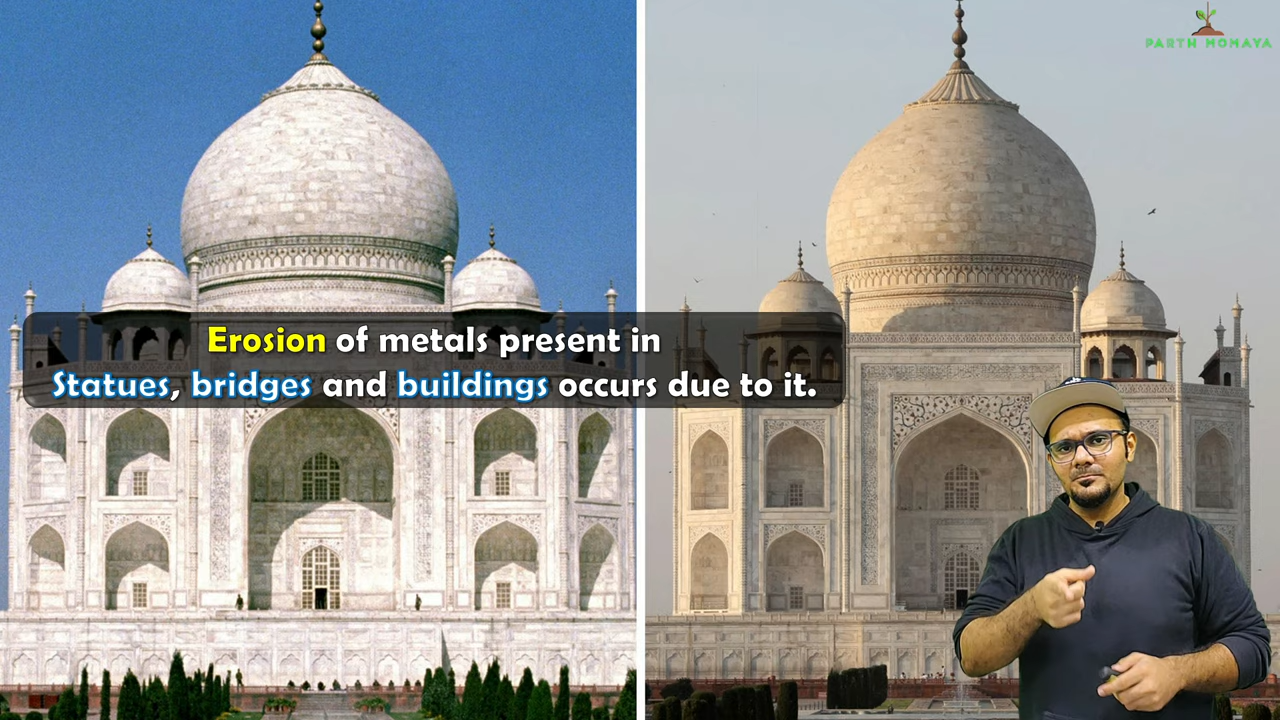 PARTH MOMAYA
Erosion of metals present in
Statues, bridges and buildings occurs due to it.